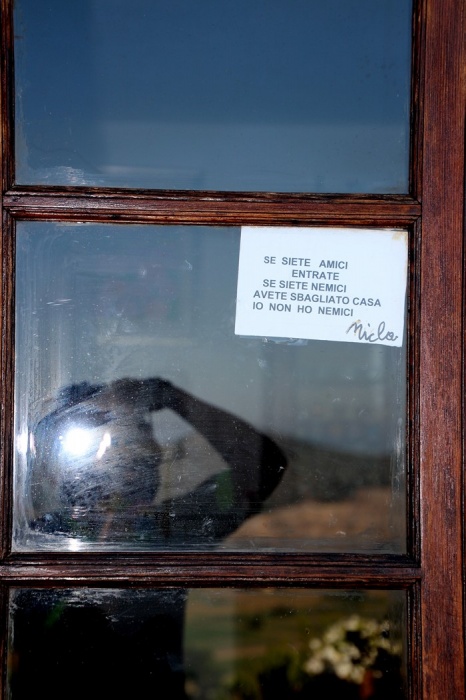 SE SIETE AMICI
ENTRATE
SE SIETE NEMICI
AVETE SBAGLIATO CASA
IO NON HO NEMICI
Nicla